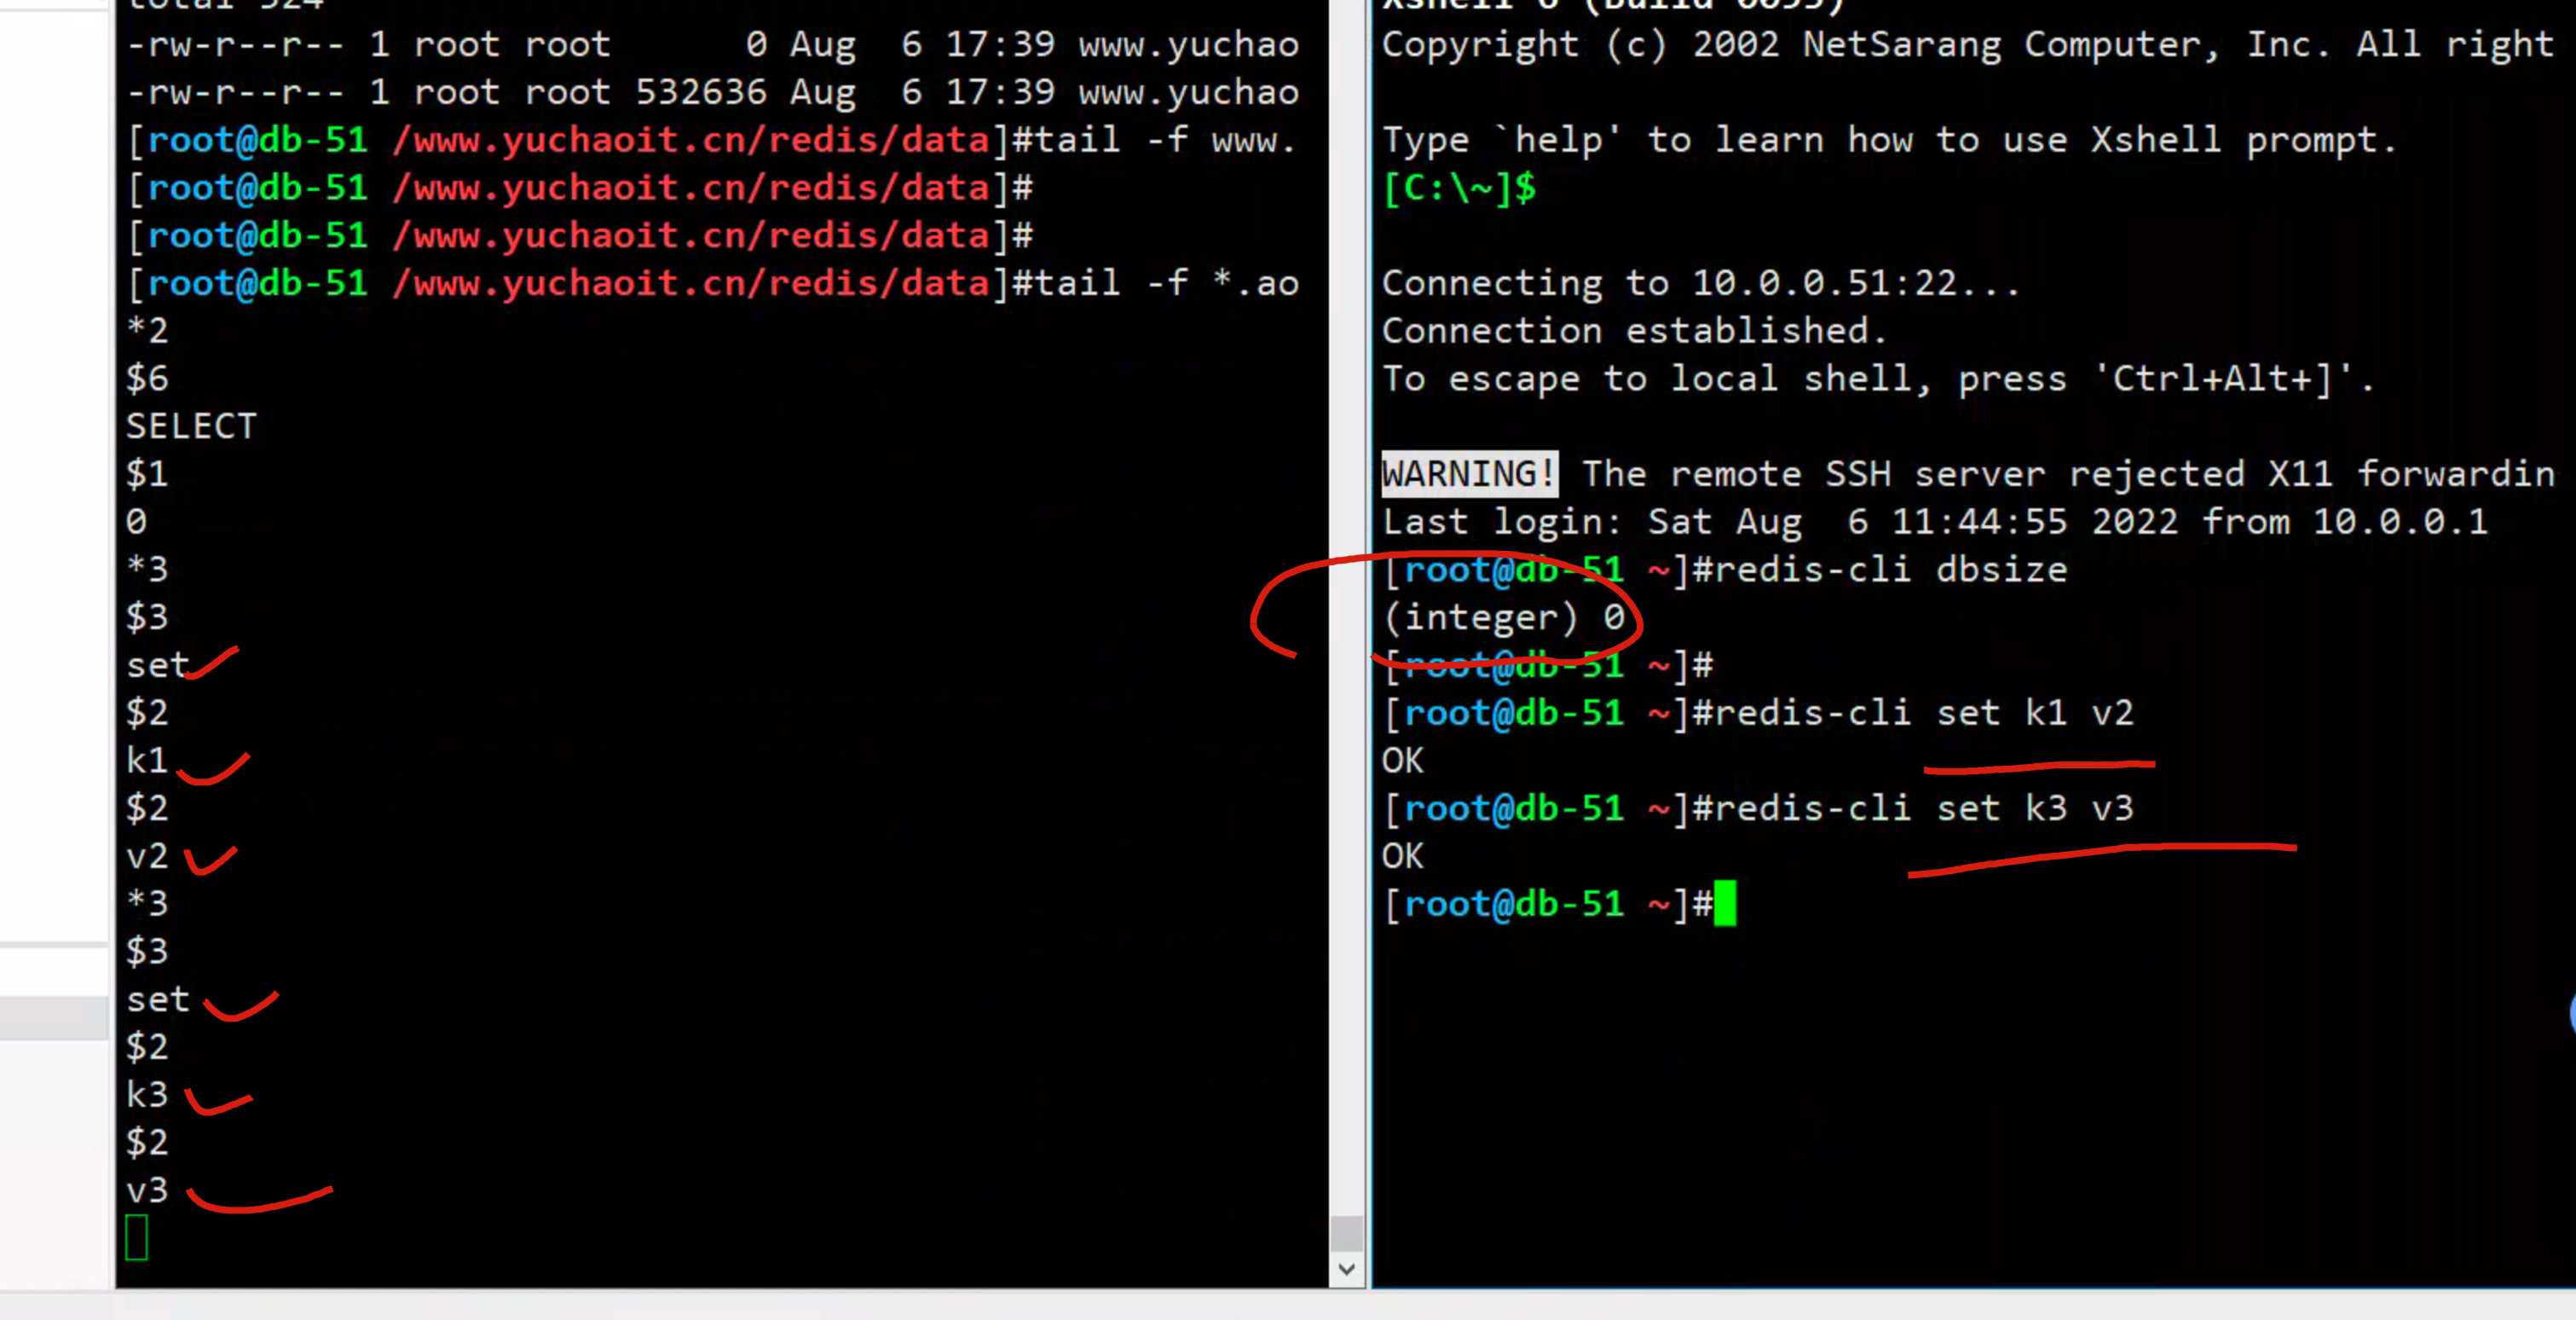 total 524
-rw-r--r-- 1 root root      0 Aug  6 17:39 www.yuchao
-rw-r--r-- 1 root root 532636 Aug  6 17:39 www.yuchao
[root@db-51 /www.yuchaoit.cn/redis/data]#tail -f www.
[root@db-51 /www.yuchaoit.cn/redis/data]#
[root@db-51 /www.yuchaoit.cn/redis/data]#
[root@db-51 /www.yuchaoit.cn/redis/data]#tail -f *.ao
*2
$6
SELECT
$1
0
*3
$3
set
$2
k1
$2
v2
*3
$3
set
$2
k3
$2
v3
Xshell 6 (Build 0095)
Copyright (c) 2002 NetSarang Computer, Inc. All right
Type `help' to learn how to use Xshell prompt.
[C:\~]$
Connecting to 10.0.0.51:22...
Connection established.
To escape to local shell, press 'Ctrl+Alt+]'.
WARNING! The remote SSH server rejected X11 forwardin
Last login: Sat Aug  6 11:44:55 2022 from 10.0.0.1
[root@db-51 ~]#redis-cli dbsize
(integer) 0
[root@db-51 ~]#
[root@db-51 ~]#redis-cli set k1 v2
OK
[root@db-51 ~]#redis-cli set k3 v3
OK
[root@db-51 ~]#